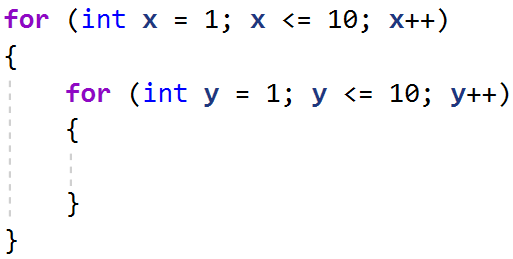 for (int x = 1; x <= 10; x++)
{
    for (int y = 1; y <= 10; y++)
    {

    }
}